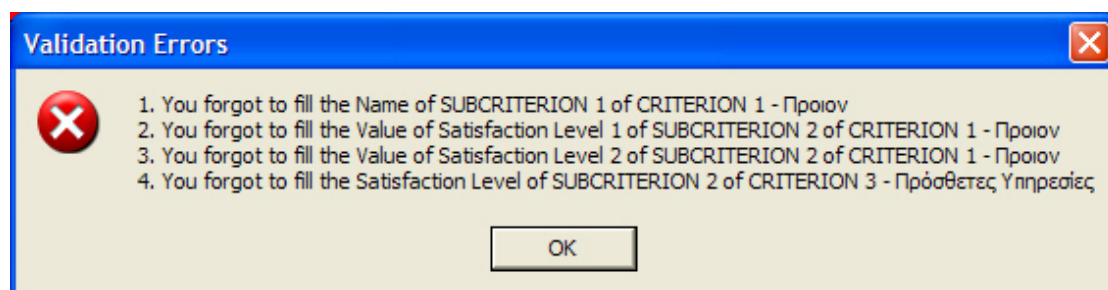 Validation Errors
1. You forgot to fill the Name of SUBCRITERION 1 of CRITERION 1 - Προιον
2. You forgot to fill the Value of Satisfaction Level 1 of SUBCRITERION 2 of CRITERION 1 - Προιον
3. You forgot to fill the Value of Satisfaction Level 2 of SUBCRITERION 2 of CRITERION 1 - Προιον
4. You forgot to fill the Satisfaction Level of SUBCRITERION 2 of CRITERION 3 - Πρόσθετες Υπηρεσίες
OK